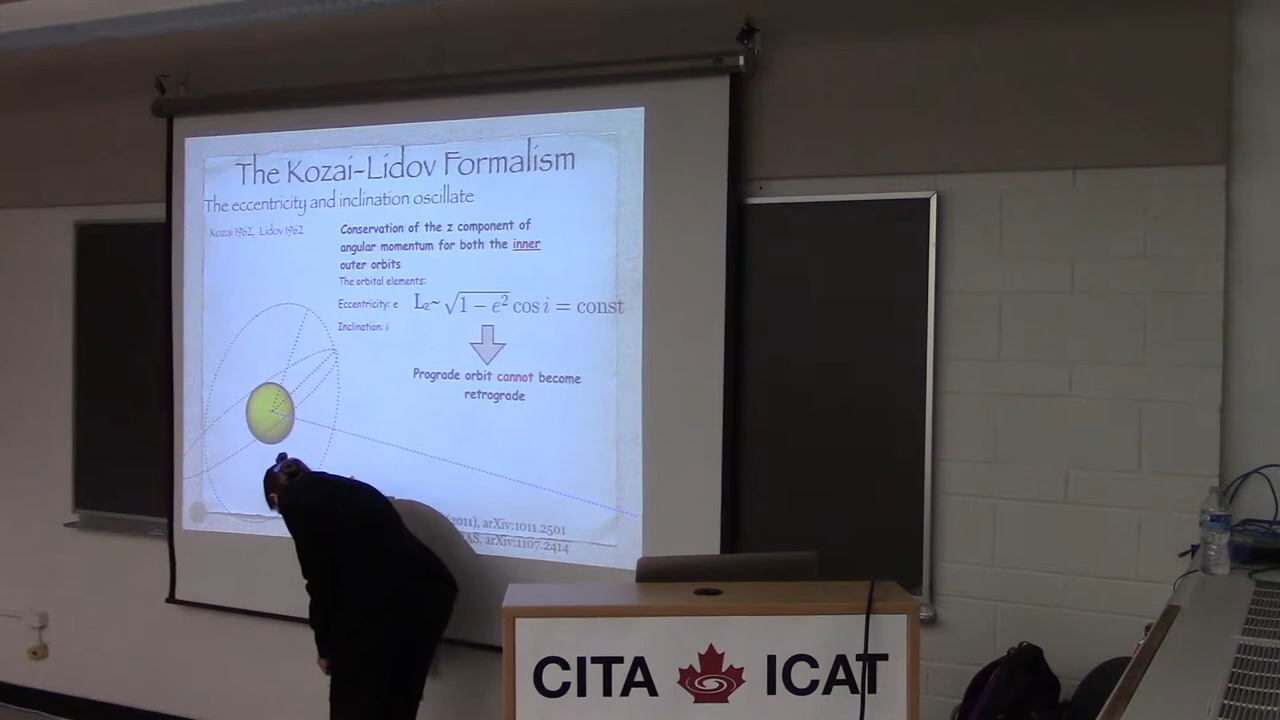 The Kozai-Lidov Formalism
The eccentricity and inclination oscillate
Kozai 1962, Lidov 1962
Conservation of the z component of
angular momentum for both the inner
outer orbits
The orbital elements:
Eccentricity: e
Lz~ √1 − e² cos i = const
Inclination: i
Prograde orbit cannot become
retrograde
(2011), arXiv:1011.2501
arXiv:1107.2414
CITA ICAT